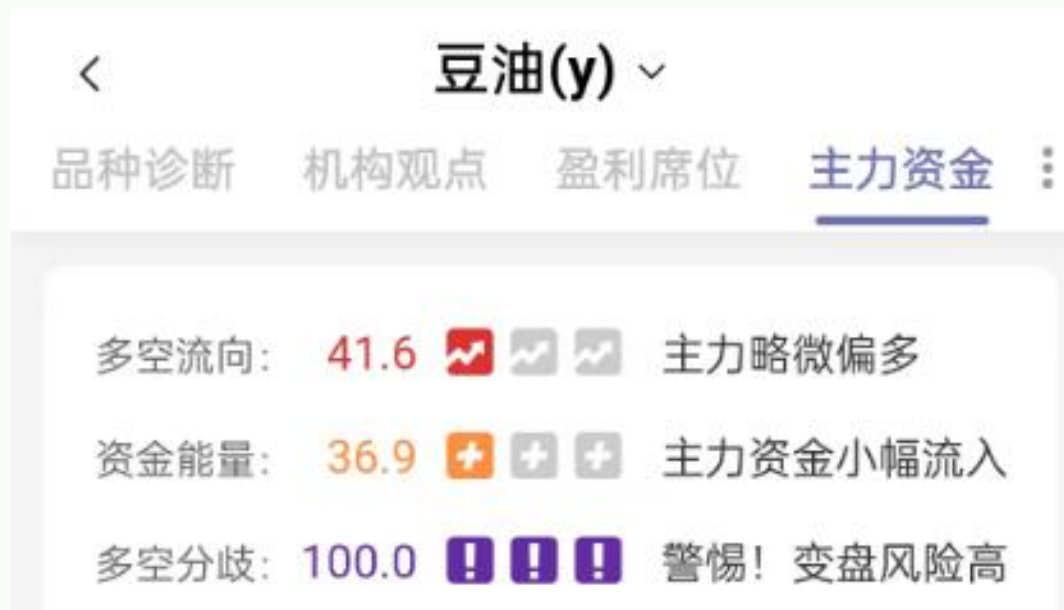 豆油(y)
品种诊断 机构观点 盈利席位 主力资金
多空流向: 41.6 主力略微偏多
资金能量: 36.9 主力资金小幅流入
多空分歧: 100.0 警惕！变盘风险高